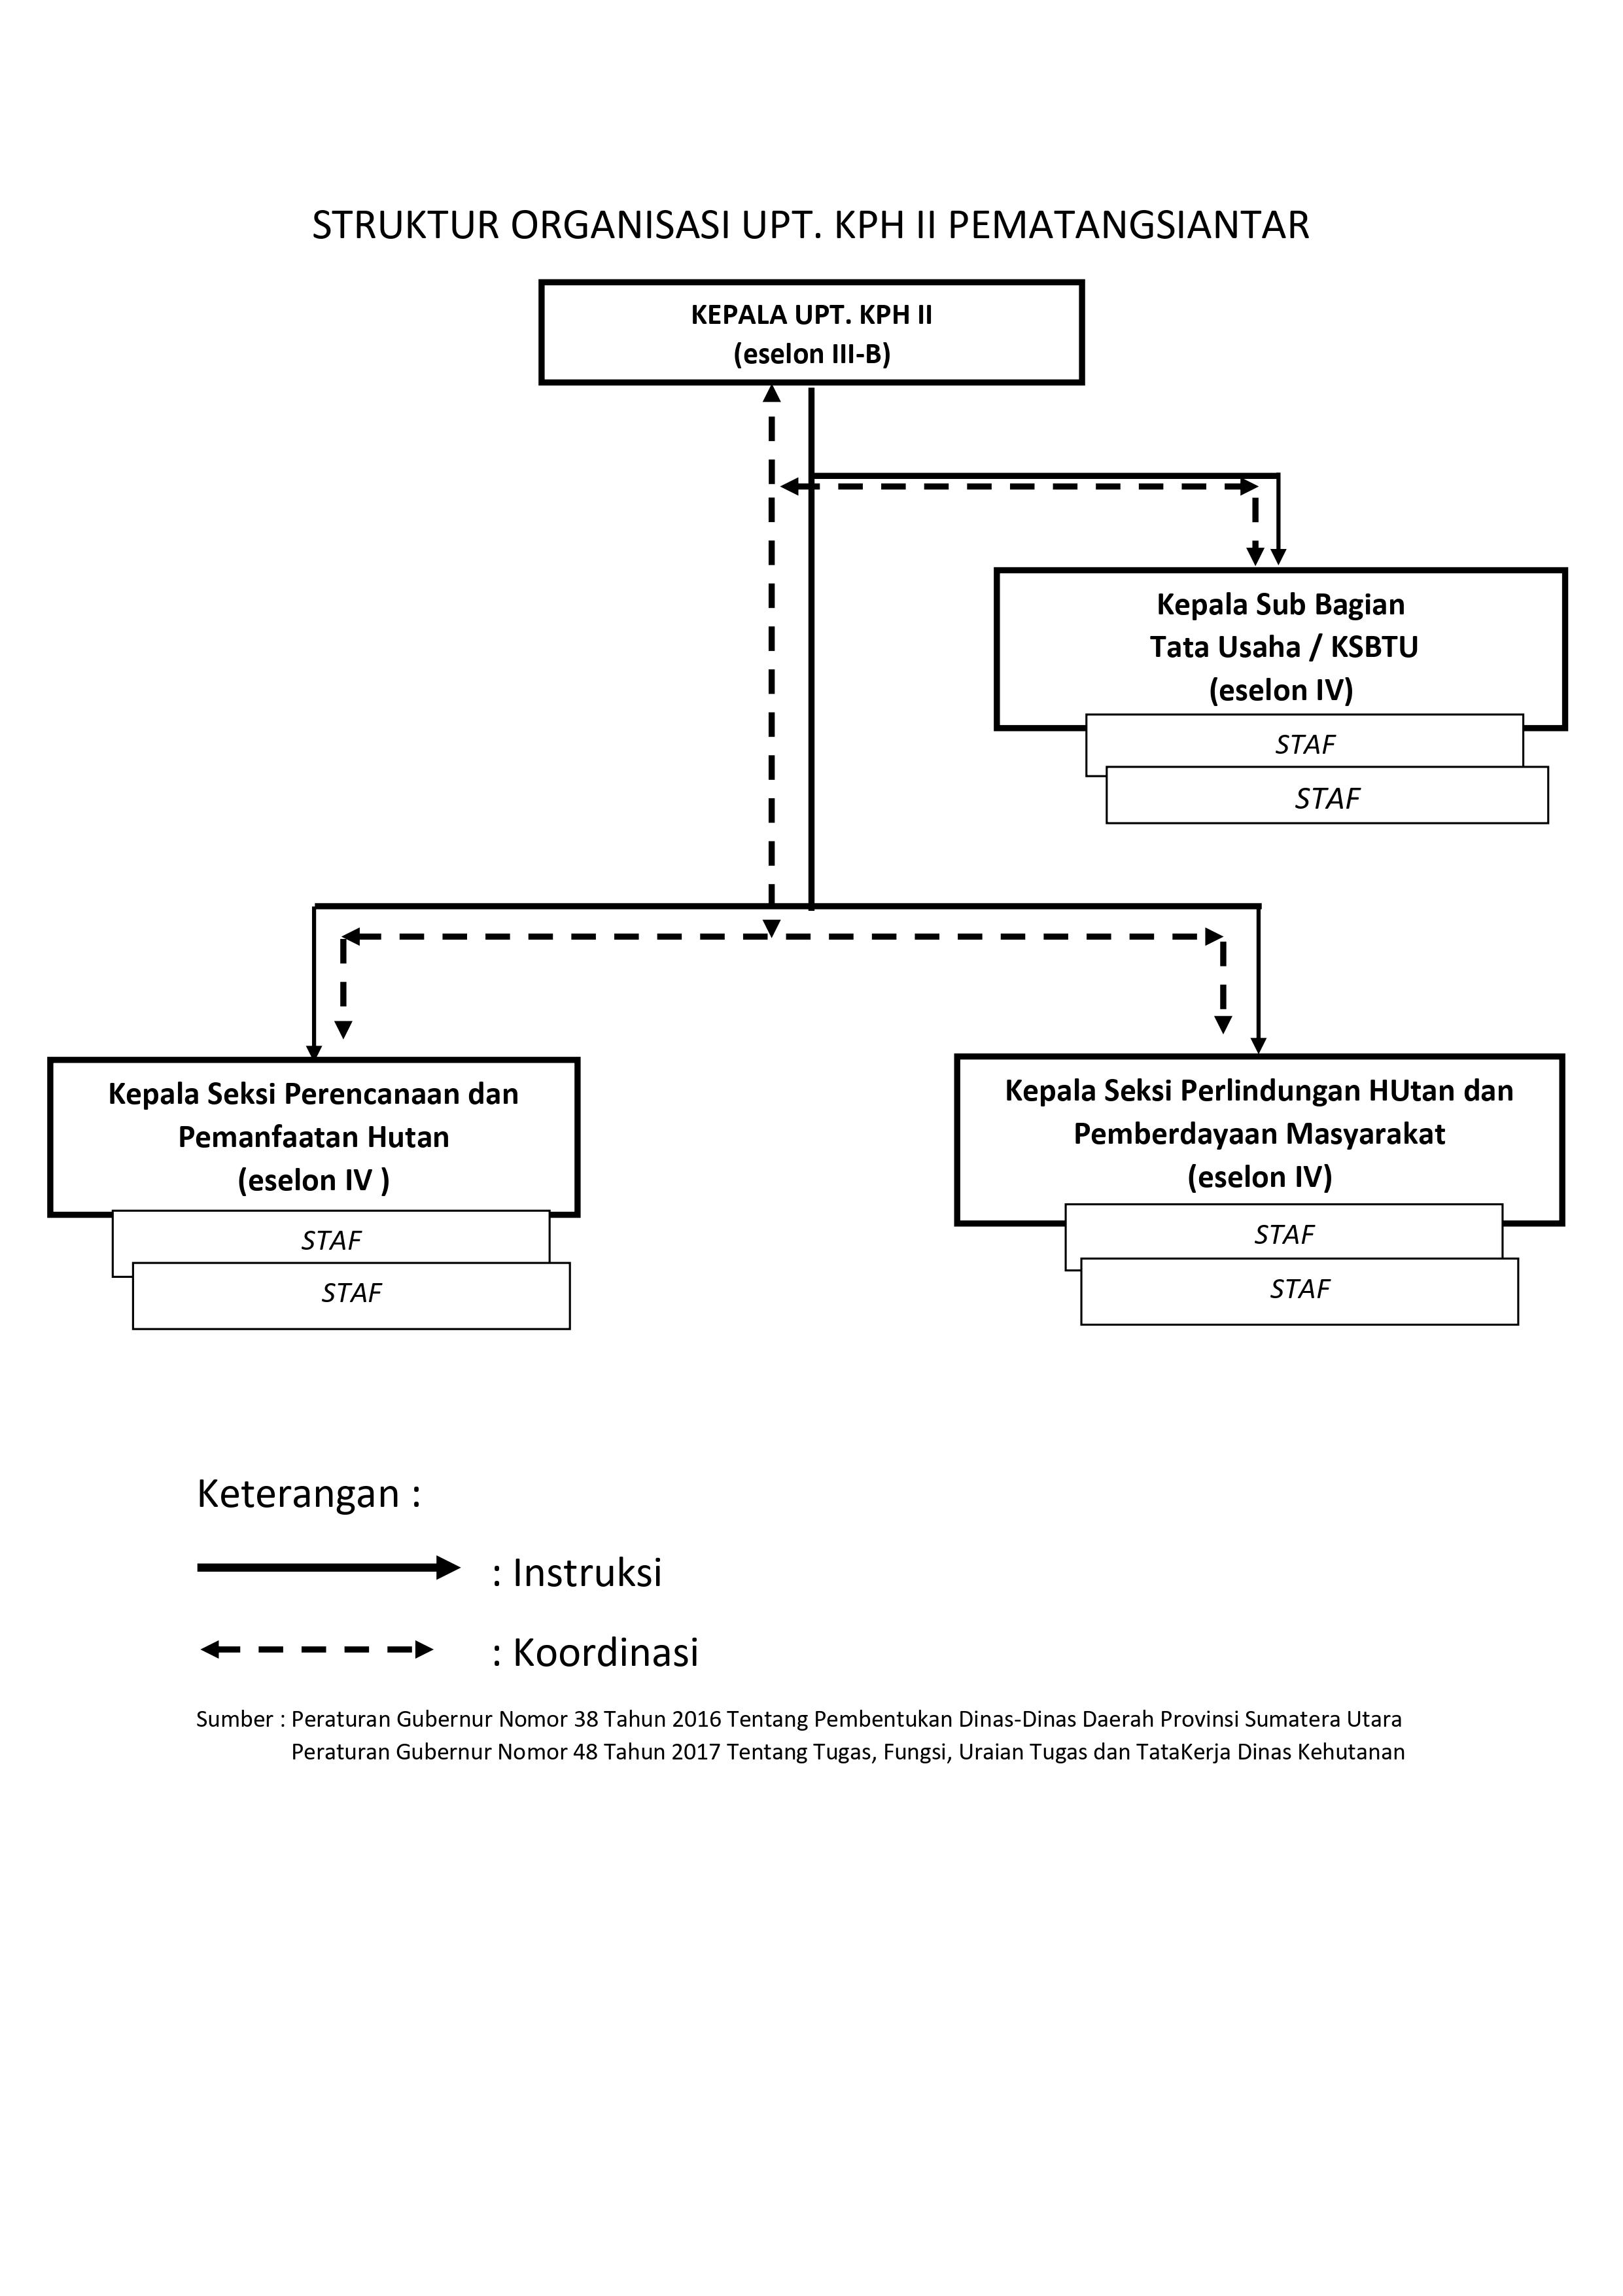 STRUKTUR ORGANISASI UPT. KPH II PEMATANGSIANTAR
KEPALA UPT. KPH II
(eselon III-B)
Kepala Sub Bagian
Tata Usaha / KSBTU
(eselon IV)
STAF
STAF
Kepala Seksi Perencanaan dan
Pemanfaatan Hutan
(eselon IV )
STAF
STAF
Kepala Seksi Perlindungan HUtan dan
Pemberdayaan Masyarakat
(eselon IV)
STAF
STAF
Keterangan :
: Instruksi
: Koordinasi
Sumber : Peraturan Gubernur Nomor 38 Tahun 2016 Tentang Pembentukan Dinas-Dinas Daerah Provinsi Sumatera Utara
Peraturan Gubernur Nomor 48 Tahun 2017 Tentang Tugas, Fungsi, Uraian Tugas dan TataKerja Dinas Kehutanan